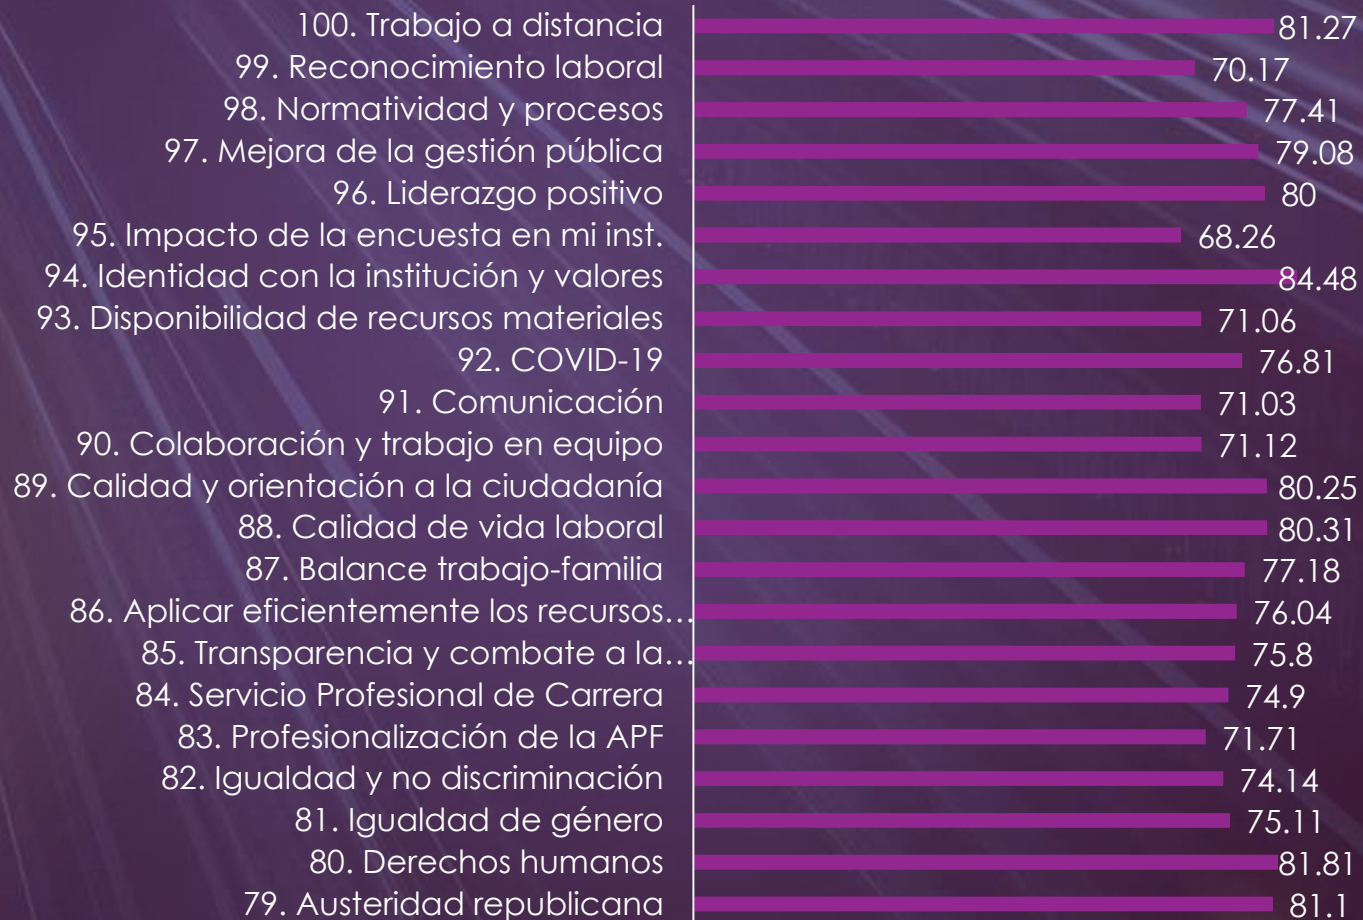 100. Trabajo a distancia 81.27
99. Reconocimiento laboral 70.17
98. Normatividad y procesos 77.41
97. Mejora de la gestión pública 79.08
96. Liderazgo positivo 80
95. Impacto de la encuesta en mi inst. 68.26
94. Identidad con la institución y valores 84.48
93. Disponibilidad de recursos materiales 71.06
92. COVID-19 76.81
91. Comunicación 71.03
90. Colaboración y trabajo en equipo 71.12
89. Calidad y orientación a la ciudadanía 80.25
88. Calidad de vida laboral 80.31
87. Balance trabajo-familia 77.18
86. Aplicar eficientemente los recursos… 76.04
85. Transparencia y combate a la… 75.8
84. Servicio Profesional de Carrera 74.9
83. Profesionalización de la APF 71.71
82. Igualdad y no discriminación 74.14
81. Igualdad de género 75.11
80. Derechos humanos 81.81
79. Austeridad republicana 81.1